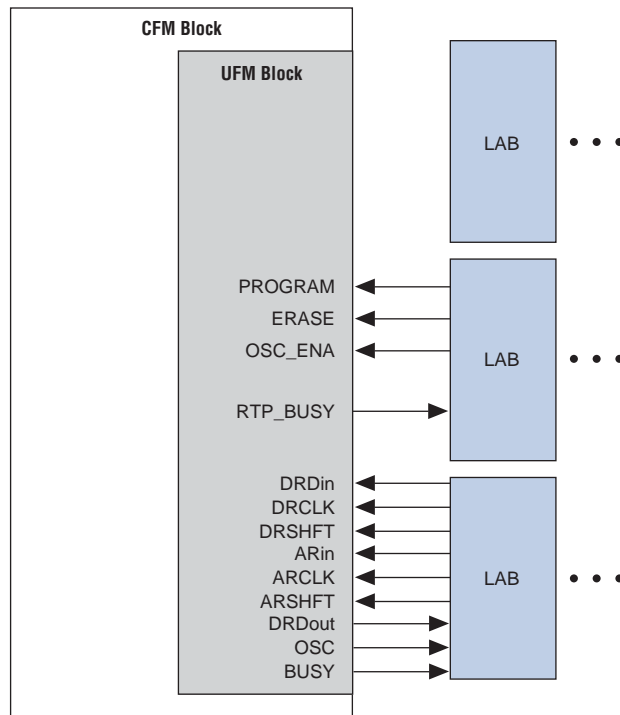 CFM Block
UFM Block
LAB
PROGRAM
ERASE
OSC_ENA
LAB
RTP_BUSY
DRDin
DRCLK
DRSHFT
ARin
ARCLK
LAB
ARSHFT
DRDout
OSC
BUSY